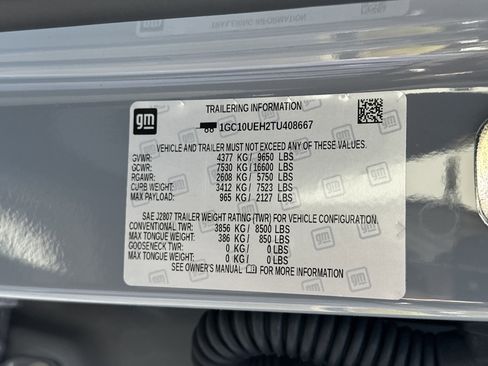 gm
TRAILERING INFORMATION
1GC10UEH2TU408667
VEHICLE AND TRAILER MUST NOT EXCEED ANY OF THESE VALUES.
GVWR: 4377 KG/ 9650 LBS
GCWR: 7530 KG/16600 LBS
RGAWR: 2608 KG/ 5750 LBS
CURB WEIGHT: 3412 KG/ 7523 LBS
MAX PAYLOAD: 965 KG/ 2127 LBS
SAE J2807 TRAILER WEIGHT RATING (TWR) FOR VEHICLE CONFIGURATION.
CONVENTIONAL TWR: 3856 KG/ 8500 LBS
MAX TONGUE WEIGHT: 386 KG/ 850 LBS
GOOSENECK TWR: 0 KG/ 0 LBS
MAX TONGUE WEIGHT: 0 KG/ 0 LBS
SEE OWNER'S MANUAL FOR MORE INFORMATION